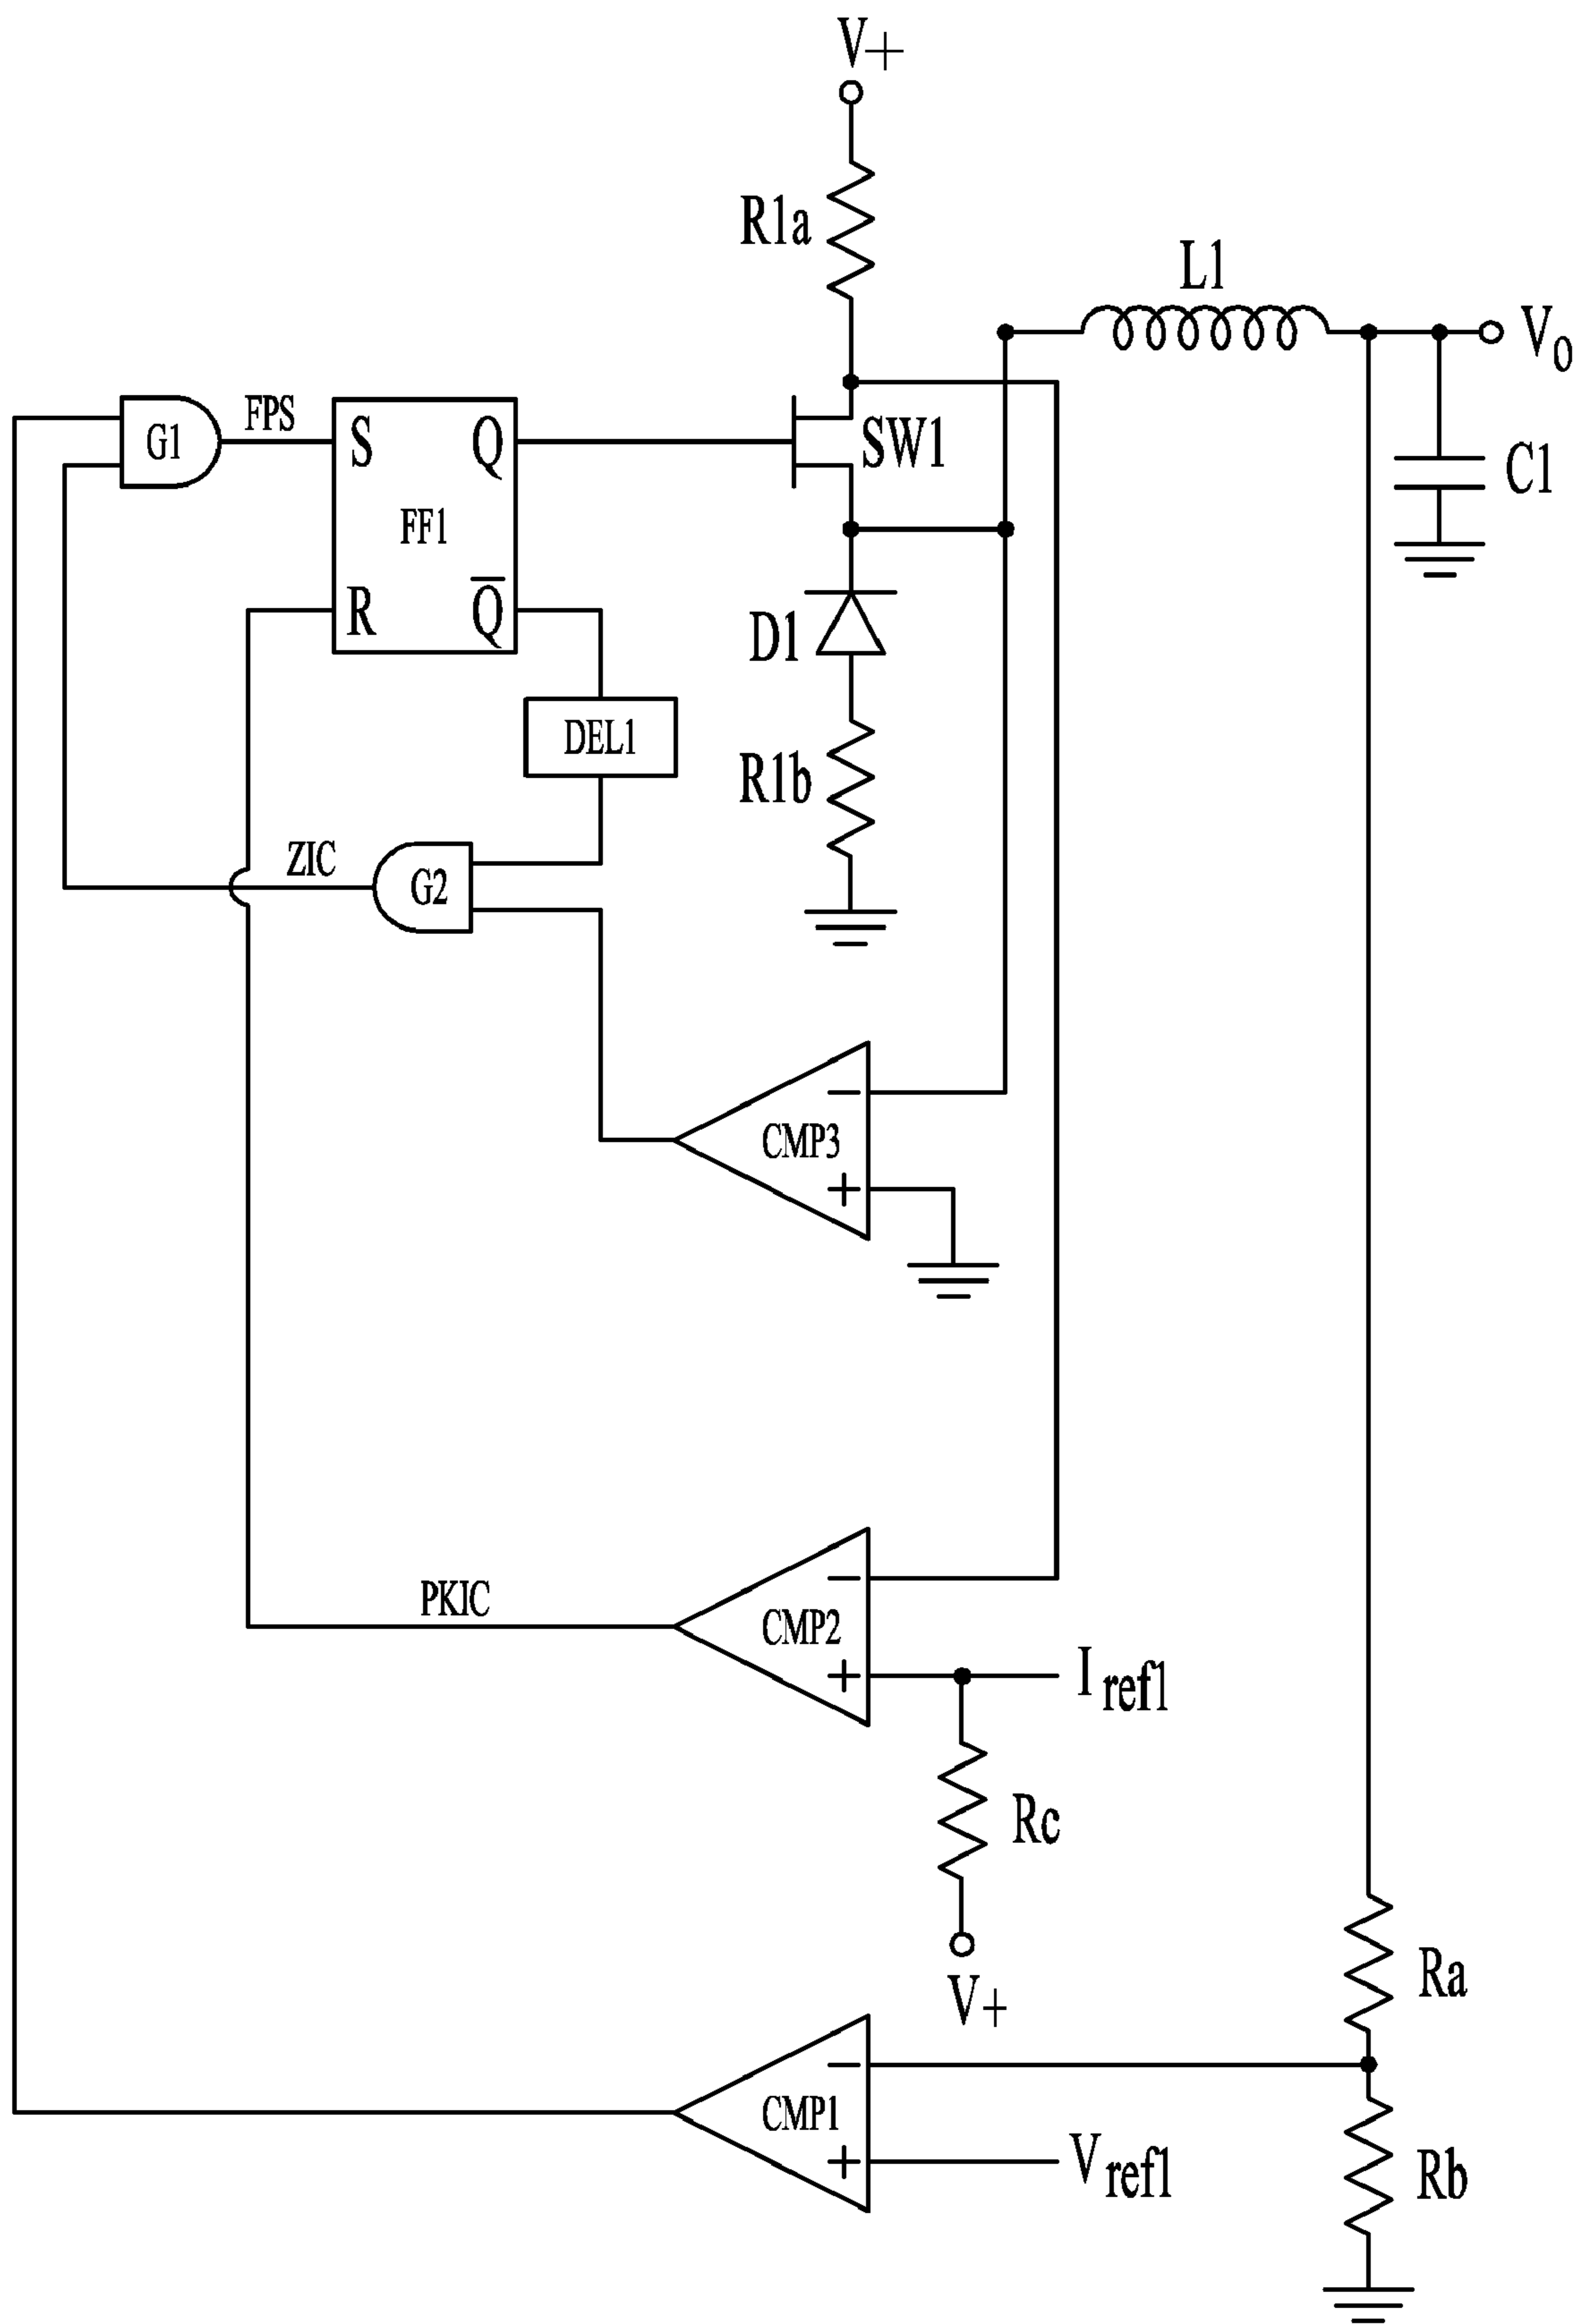 V+
R1a
L1
Vo
G1
FPS
S
Q
SW1
C1
FF1
R
Q̅
D1
DEL1
R1b
ZIC
G2
−
CMP3
+
−
PKIC
CMP2
+
Iref1
Rc
V+
Ra
−
CMP1
+
Vref1
Rb